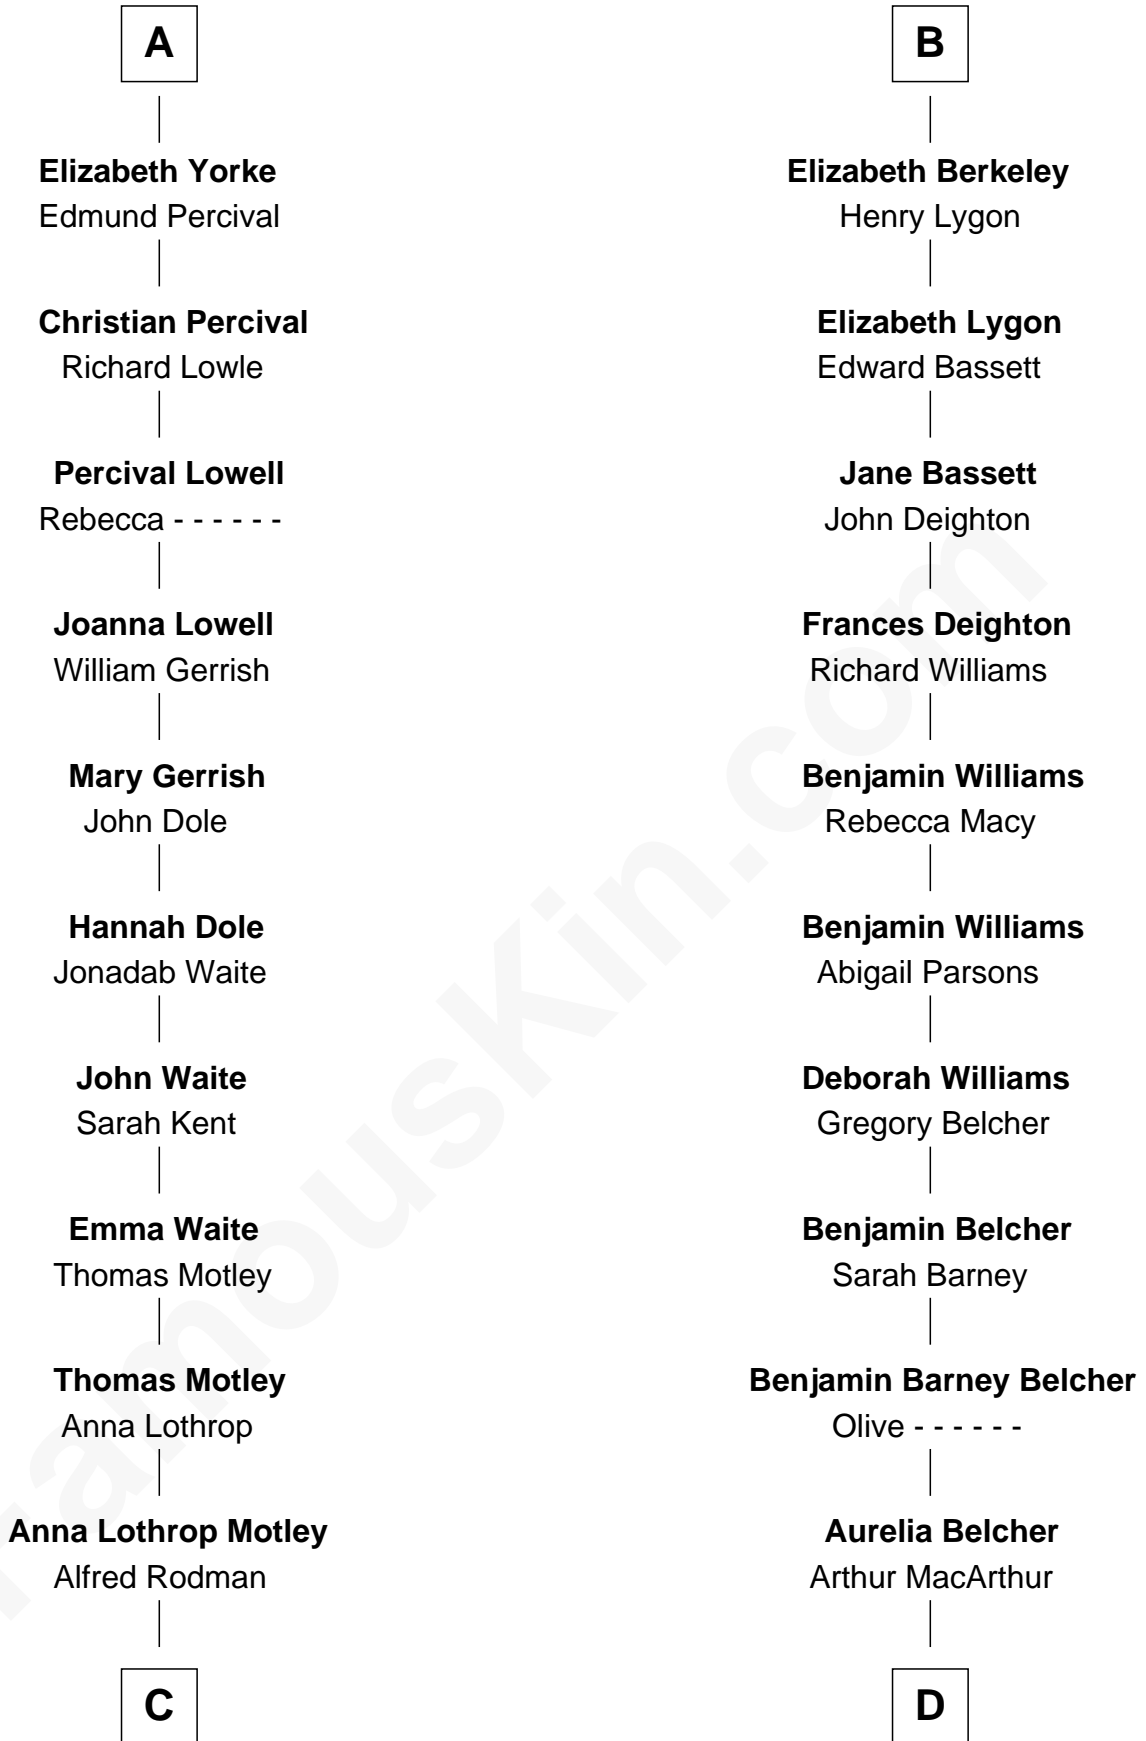 A
Elizabeth Yorke
Edmund Percival
Christian Percival
Richard Lowle
Percival Lowell
Rebecca - - - - - -
Joanna Lowell
William Gerrish
Mary Gerrish
John Dole
Hannah Dole
Jonadab Waite
John Waite
Sarah Kent
Emma Waite
Thomas Motley
Thomas Motley
Anna Lothrop
Anna Lothrop Motley
Alfred Rodman
C
B
Elizabeth Berkeley
Henry Lygon
Elizabeth Lygon
Edward Bassett
Jane Bassett
John Deighton
Frances Deighton
Richard Williams
Benjamin Williams
Rebecca Macy
Benjamin Williams
Abigail Parsons
Deborah Williams
Gregory Belcher
Benjamin Belcher
Sarah Barney
Benjamin Barney Belcher
Olive - - - - - -
Aurelia Belcher
Arthur MacArthur
D
FamousKin.com